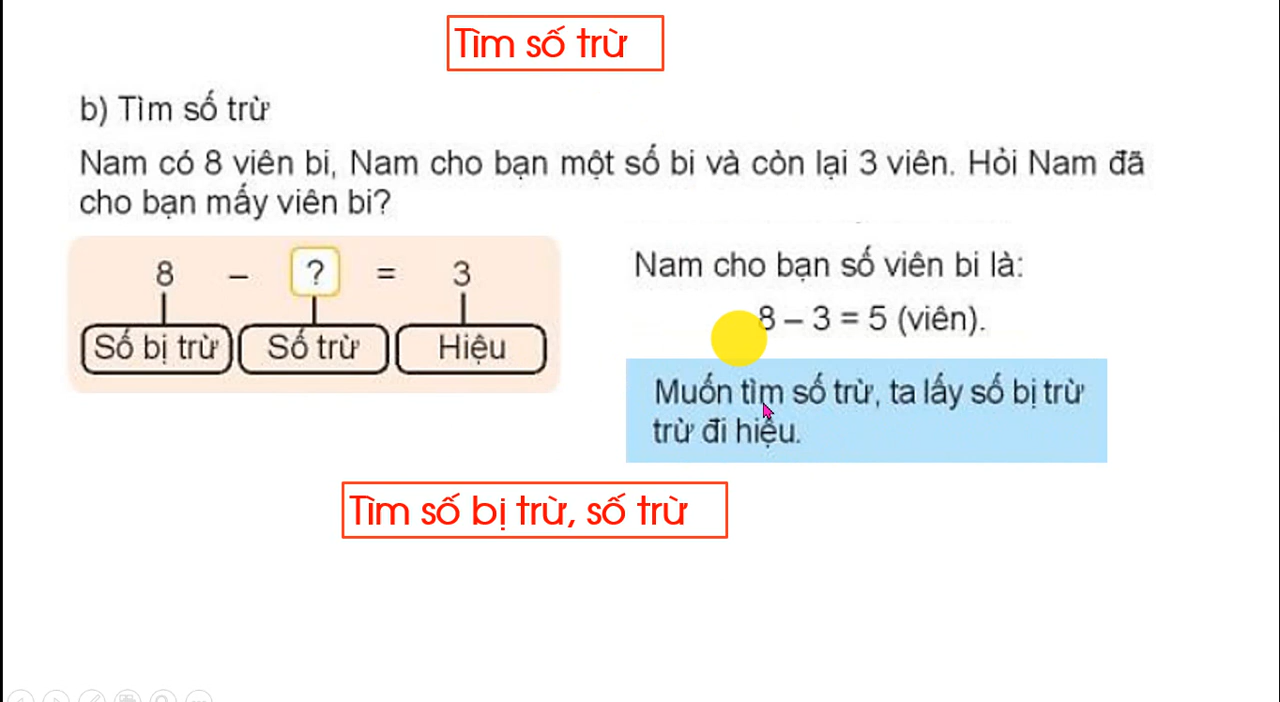 Tìm số trừ
b) Tìm số trừ
Nam có 8 viên bi, Nam cho bạn một số bi và còn lại 3 viên. Hỏi Nam đã
cho bạn mấy viên bi?
8 – ? = 3
Số bị trừ Số trừ Hiệu
Nam cho bạn số viên bi là:
8 – 3 = 5 (viên).
Muốn tìm số trừ, ta lấy số bị trừ
trừ đi hiệu.
Tìm số bị trừ, số trừ